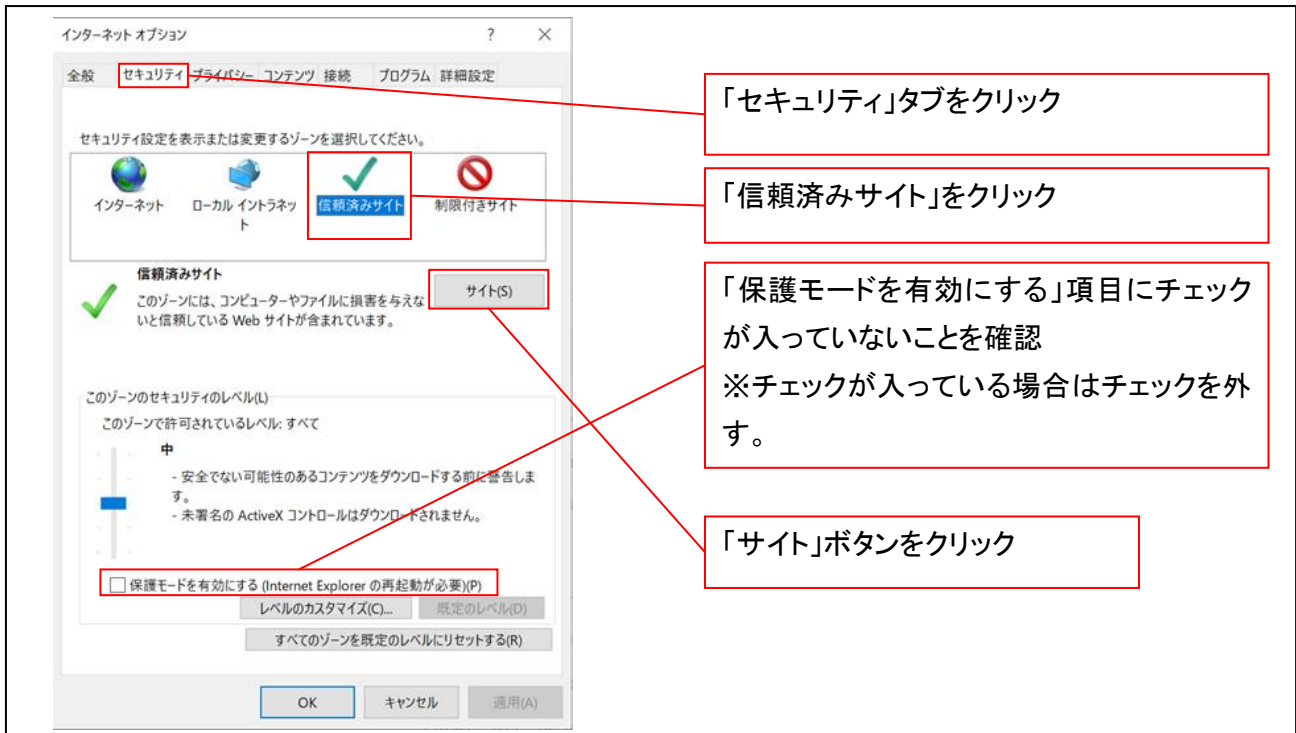 インターネット オプション ? ×
全般 セキュリティ プライバシー コンテンツ 接続 プログラム 詳細設定
セキュリティ設定を表示または変更するゾーンを選択してください。
インターネット
ローカル イントラネッ
ト
信頼済みサイト
制限付きサイト
信頼済みサイト
このゾーンには、コンピューターやファイルに損害を与えな
いと信頼している Web サイトが含まれています。
サイト(S)
このゾーンのセキュリティのレベル(L)
このゾーンで許可されているレベル: すべて
中
- 安全でない可能性のあるコンテンツをダウンロードする前に警告しま
す。
- 未署名の ActiveX コントロールはダウンロードされません。
保護モードを有効にする (Internet Explorer の再起動が必要)(P)
レベルのカスタマイズ(C)... 既定のレベル(D)
すべてのゾーンを既定のレベルにリセットする(R)
OK キャンセル 適用(A)
「セキュリティ」タブをクリック
「信頼済みサイト」をクリック
「保護モードを有効にする」項目にチェック
が入っていないことを確認
※チェックが入っている場合はチェックを外
す。
「サイト」ボタンをクリック